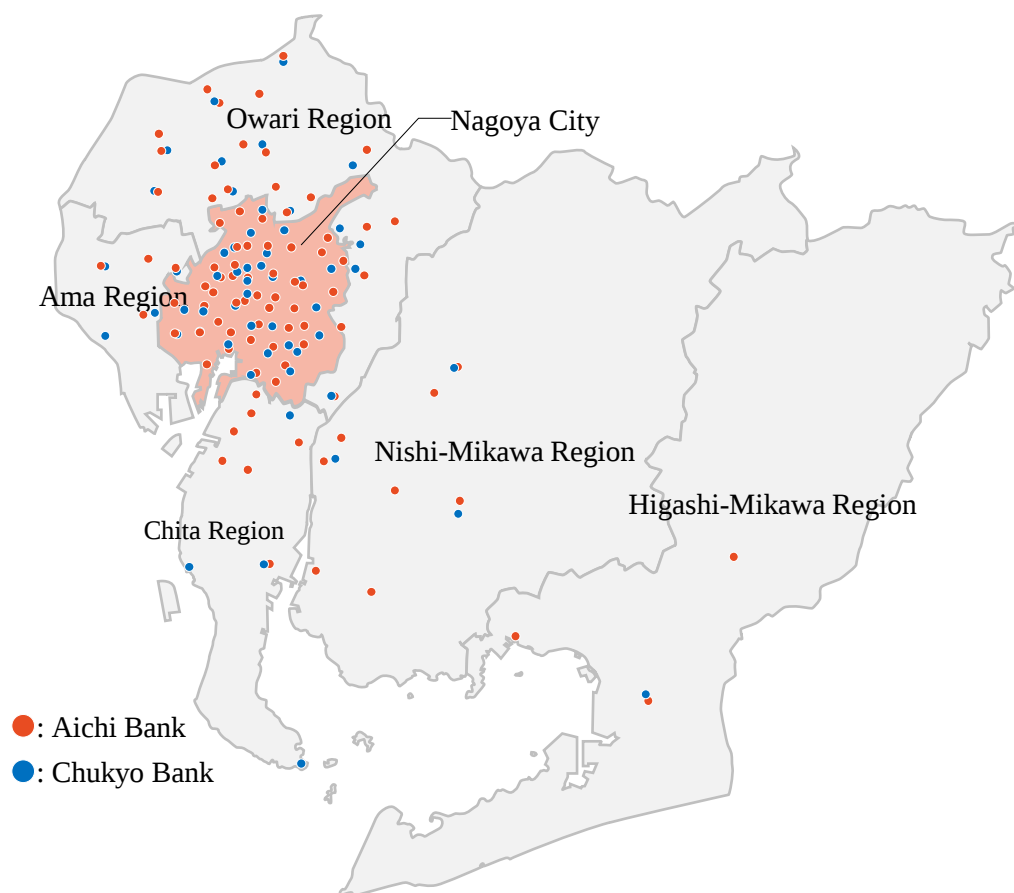 Owari Region
Nagoya City
Ama Region
Nishi-Mikawa Region
Higashi-Mikawa Region
Chita Region
: Aichi Bank
: Chukyo Bank